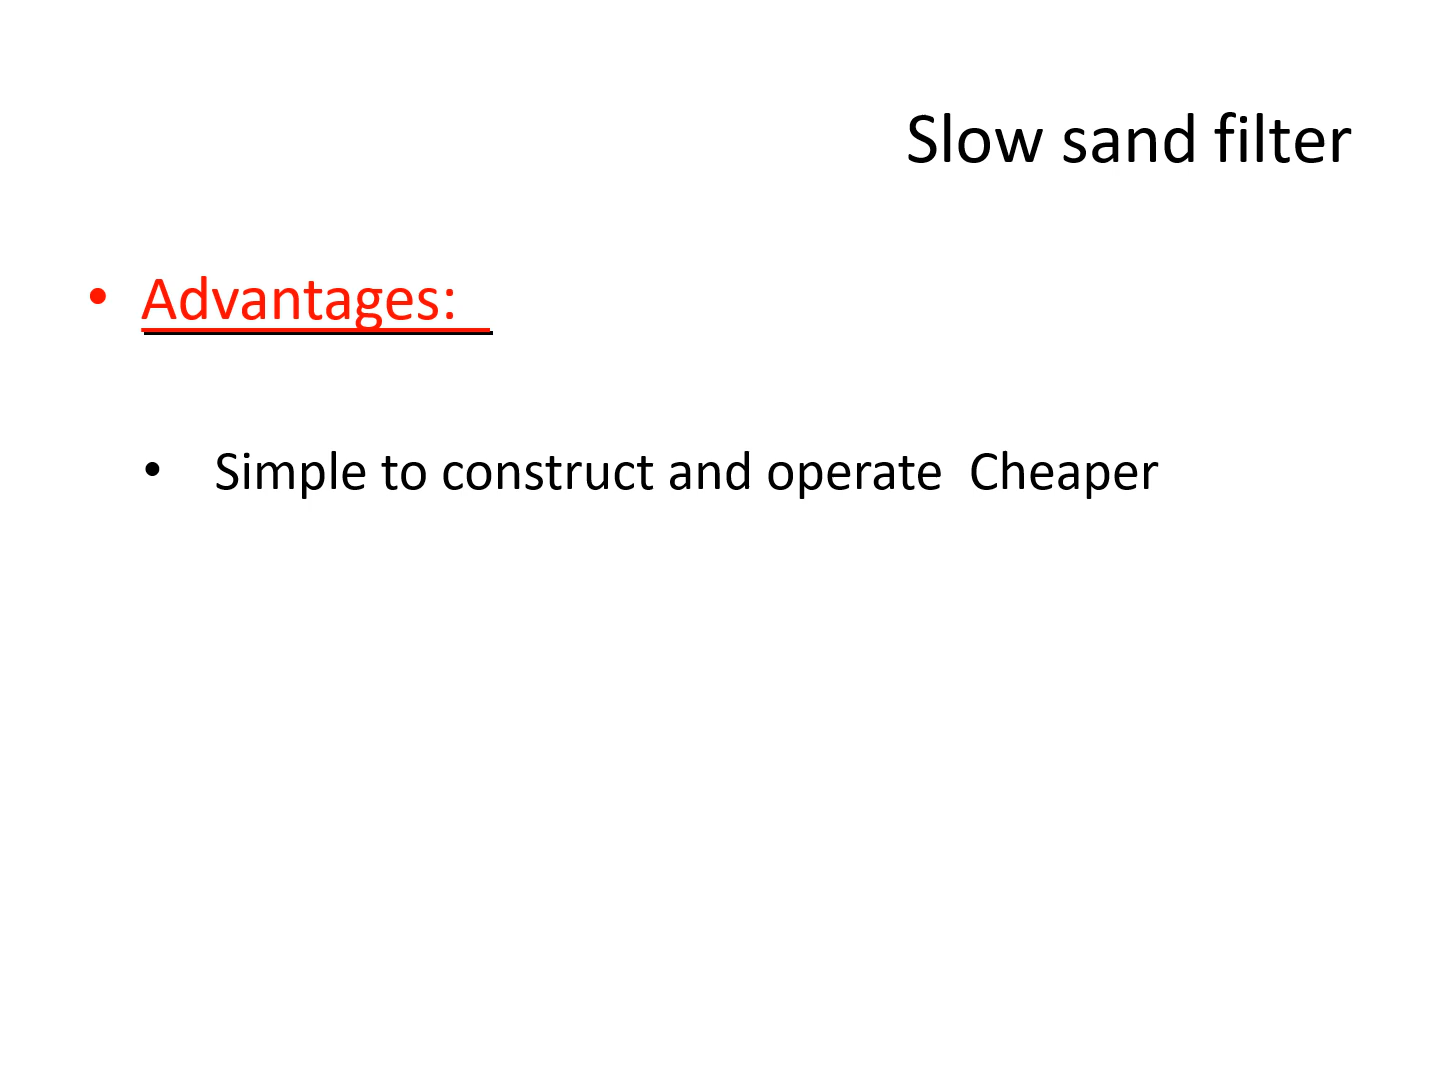 Slow sand filter
• Advantages:
• Simple to construct and operate  Cheaper